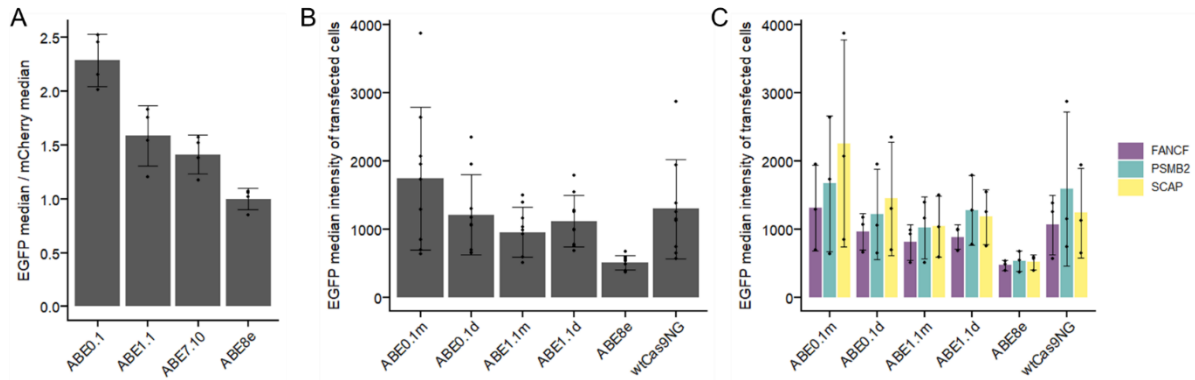 A
EGFP median / mCherry median
2.5
2.0
1.5
1.0
0.5
0.0
ABE0.1
ABE1.1
ABE7.10
ABE8e
B
EGFP median intensity of transfected cells
4000
3000
2000
1000
0
ABE0.1m
ABE0.1d
ABE1.1m
ABE1.1d
ABE8e
wtCas9NG
C
EGFP median intensity of transfected cells
4000
3000
2000
1000
0
ABE0.1m
ABE0.1d
ABE1.1m
ABE1.1d
ABE8e
wtCas9NG
FANCF
PSMB2
SCAP